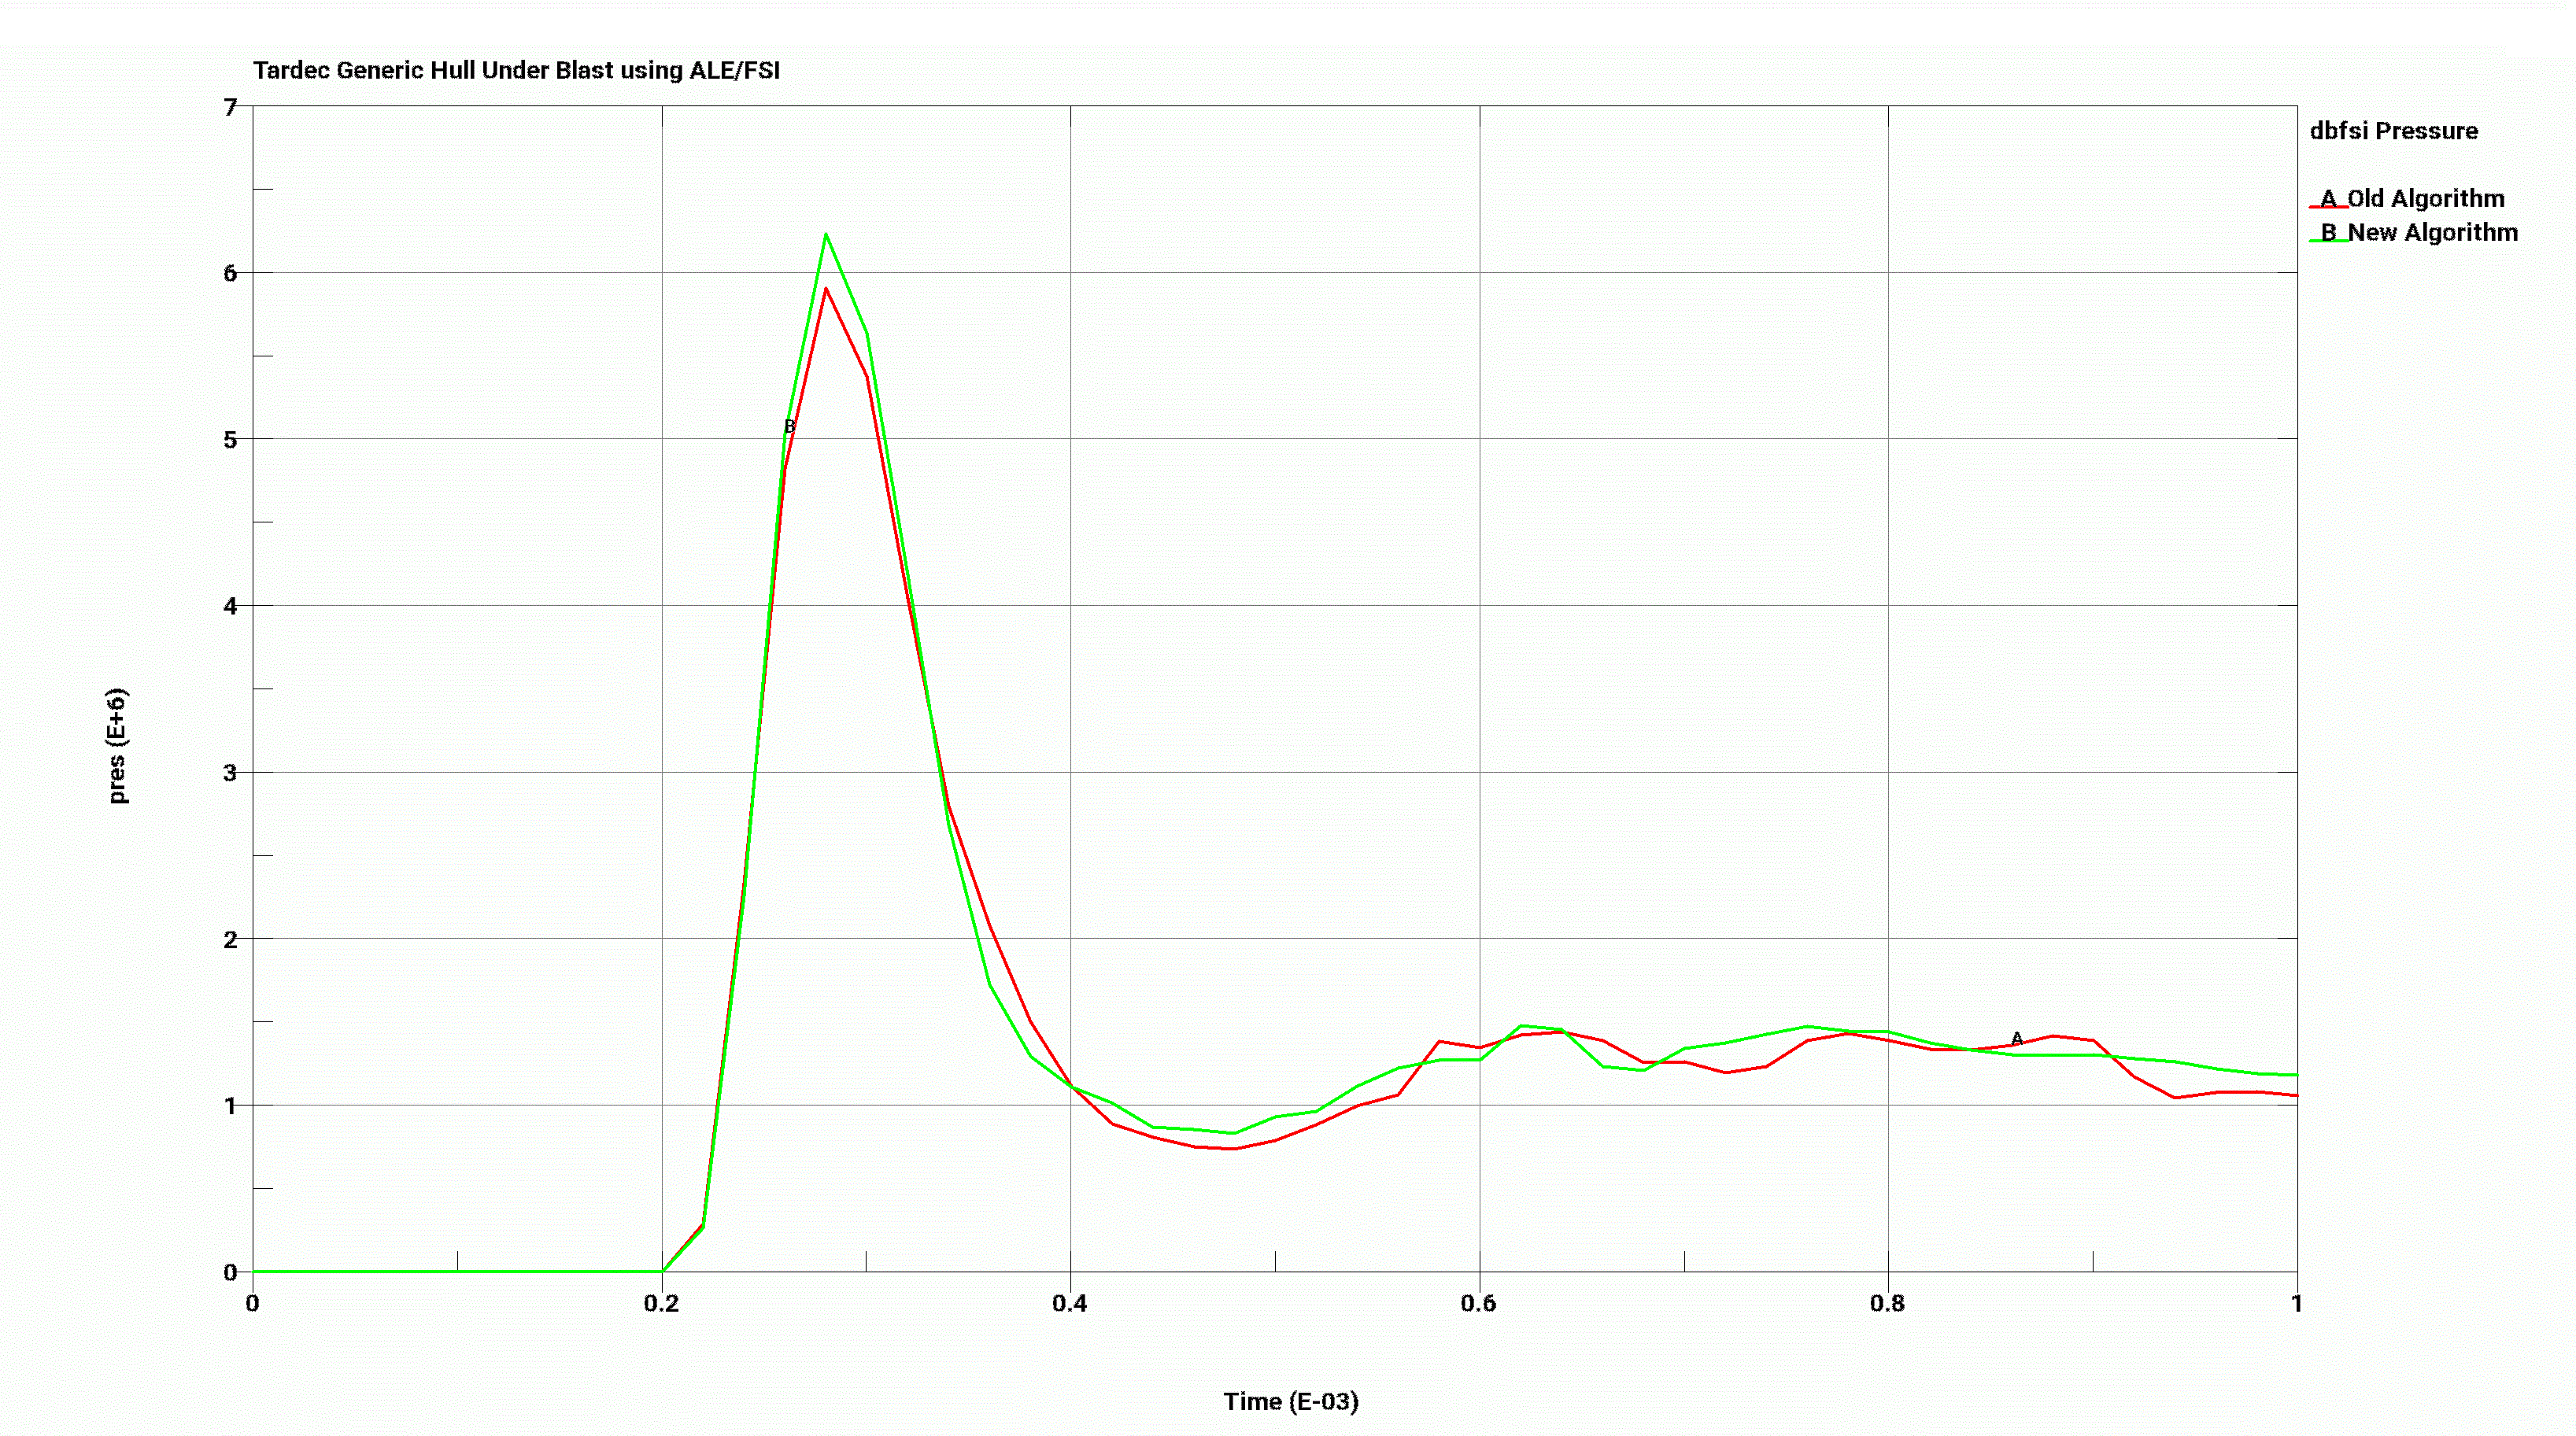 Tardec Generic Hull Under Blast using ALE/FSI
7
6
5
4
3
2
1
0
pres (E+6)
B
A
0 0.2 0.4 0.6 0.8 1
Time (E-03)
dbfsi Pressure
A Old Algorithm
B New Algorithm